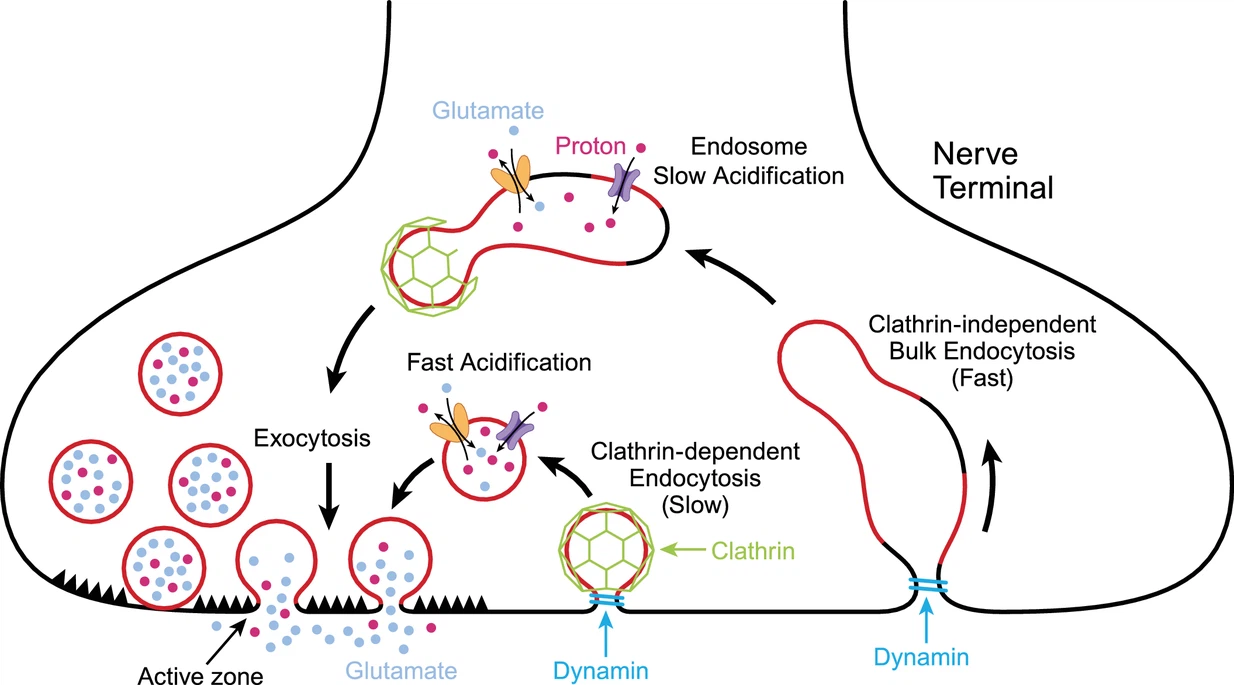 Glutamate
Proton
Endosome
Slow Acidification
Nerve
Terminal
Clathrin-independent
Bulk Endocytosis
(Fast)
Fast Acidification
Exocytosis
Clathrin-dependent
Endocytosis
(Slow)
Clathrin
Active zone
Glutamate
Dynamin
Dynamin